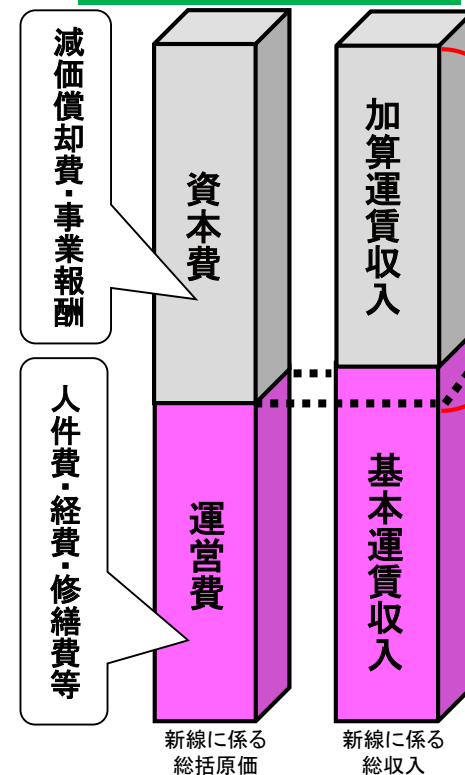 減価償却費・事業報酬
資本費
加算運賃収入
人件費・経費・修繕費等
運営費
基本運賃収入
新線に係る
総括原価
新線に係る
総収入